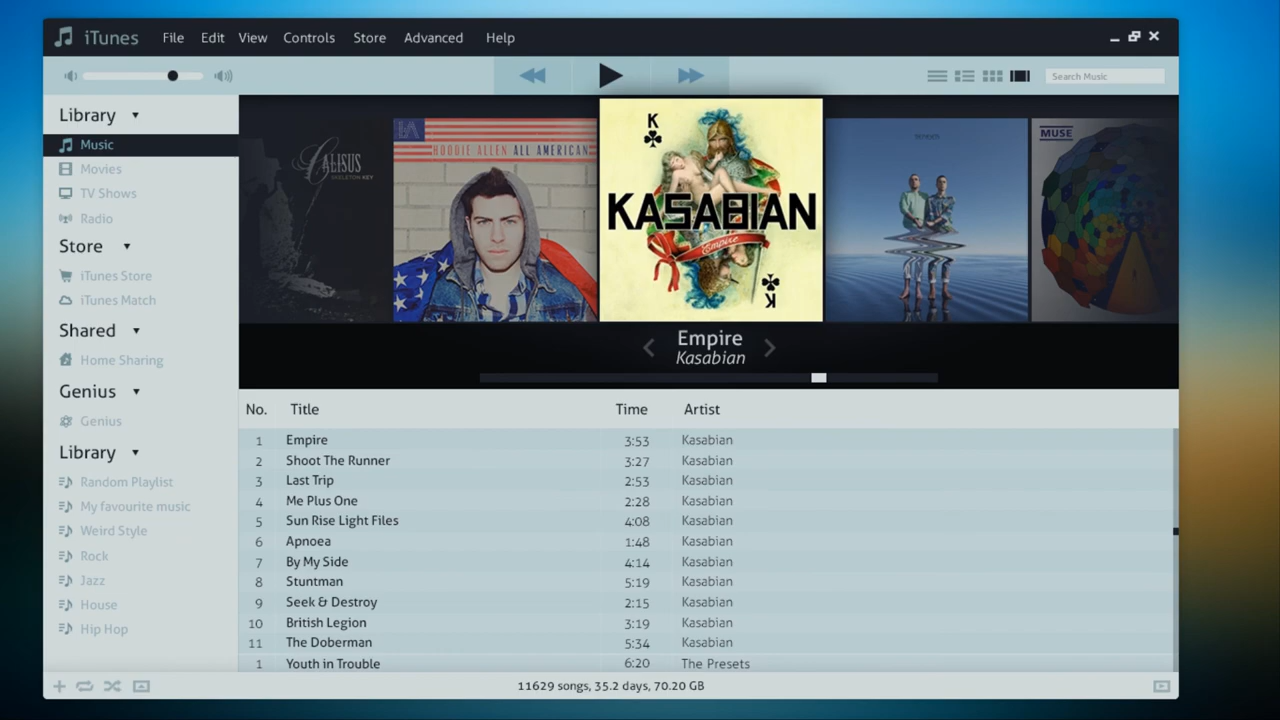 iTunes File Edit View Controls Store Advanced Help
Search Music
Library
Music
Movies
TV Shows
Radio
Store
iTunes Store
iTunes Match
Shared
Home Sharing
Genius
Genius
Library
Random Playlist
My favourite music
Weird Style
Rock
Jazz
House
Hip Hop
CALISUS
SKELETON KEY
HOODIE ALLEN ALL AMERICAN
K
KASABIAN
Empire
K
MUSE
Empire
Kasabian
No. Title Time Artist
1 Empire 3:53 Kasabian
2 Shoot The Runner 3:27 Kasabian
3 Last Trip 2:53 Kasabian
4 Me Plus One 2:28 Kasabian
5 Sun Rise Light Files 4:08 Kasabian
6 Apnoea 1:48 Kasabian
7 By My Side 4:14 Kasabian
8 Stuntman 5:19 Kasabian
9 Seek & Destroy 2:15 Kasabian
10 British Legion 3:19 Kasabian
11 The Doberman 5:34 Kasabian
1 Youth in Trouble 6:20 The Presets
11629 songs, 35.2 days, 70.20 GB